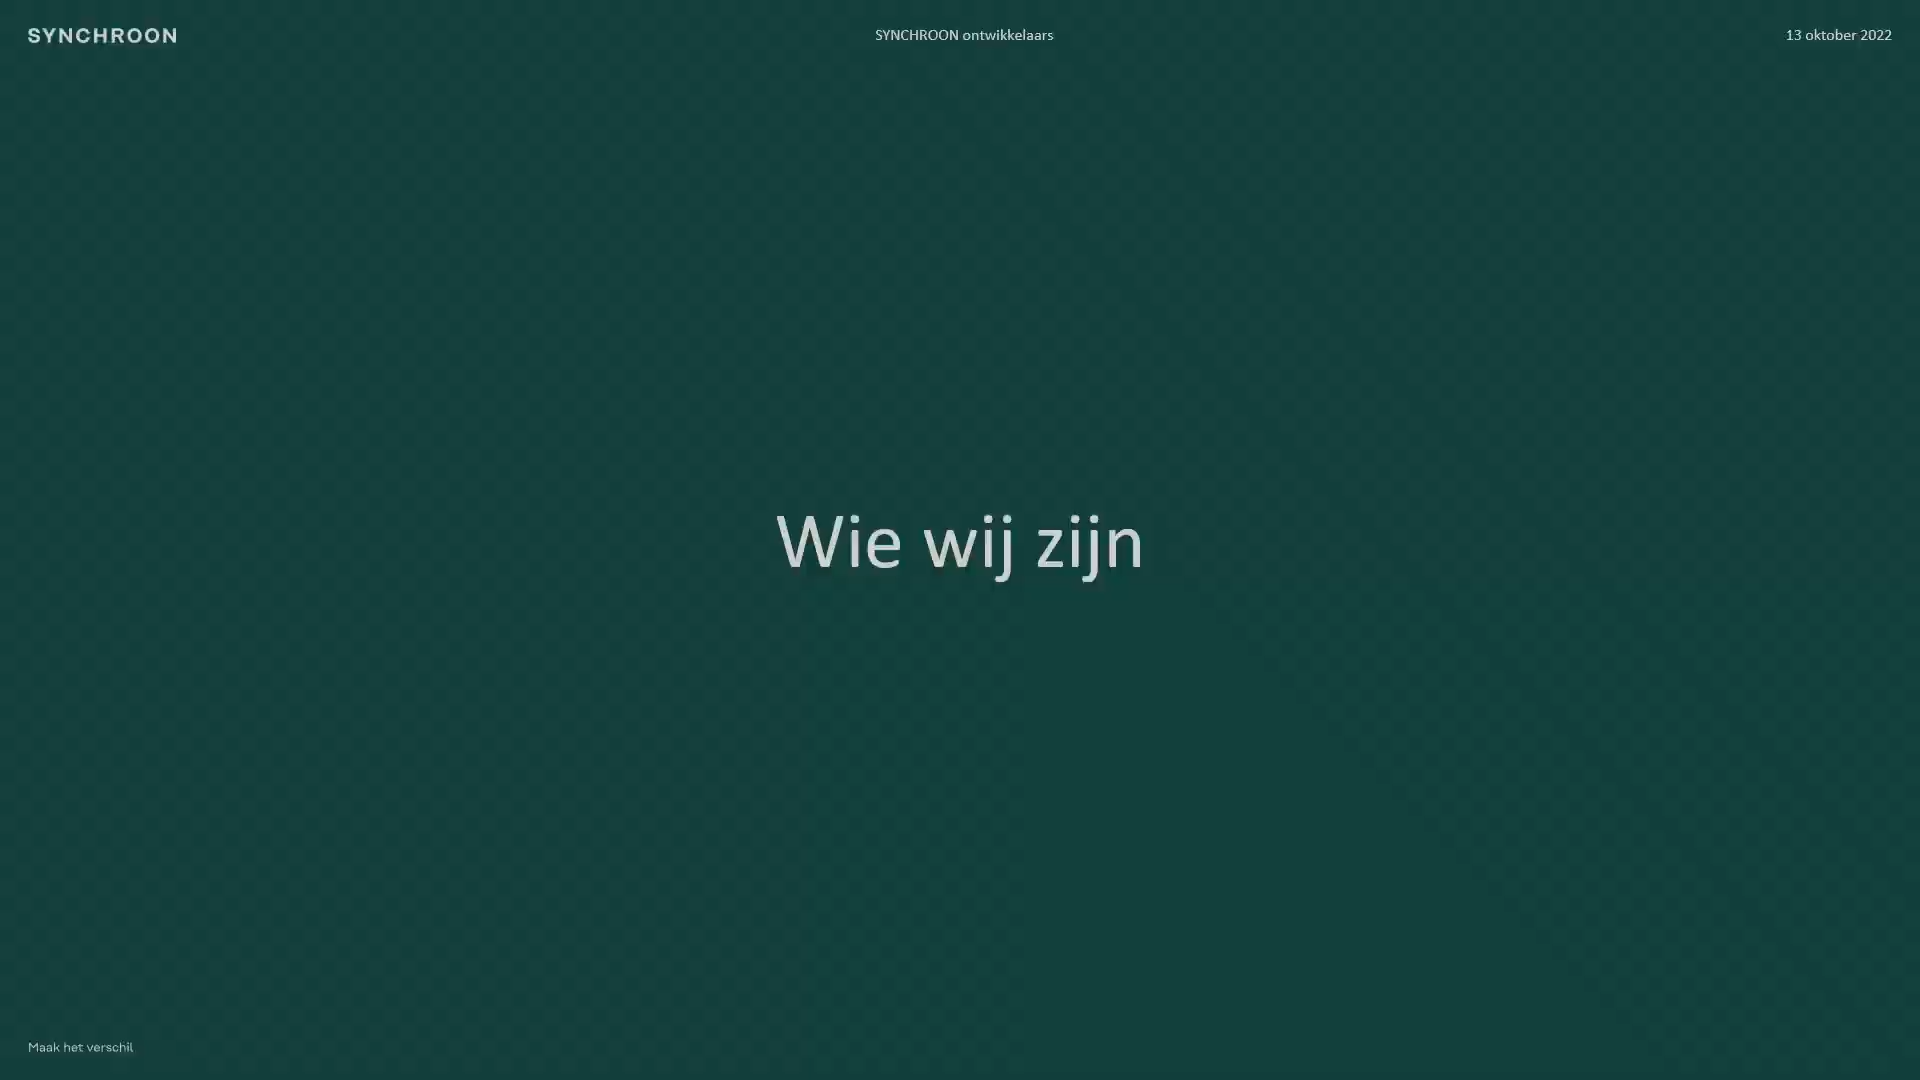 SYNCHROON
SYNCHROON ontwikkelaars
13 oktober 2022
Wie wij zijn
Maak het verschil